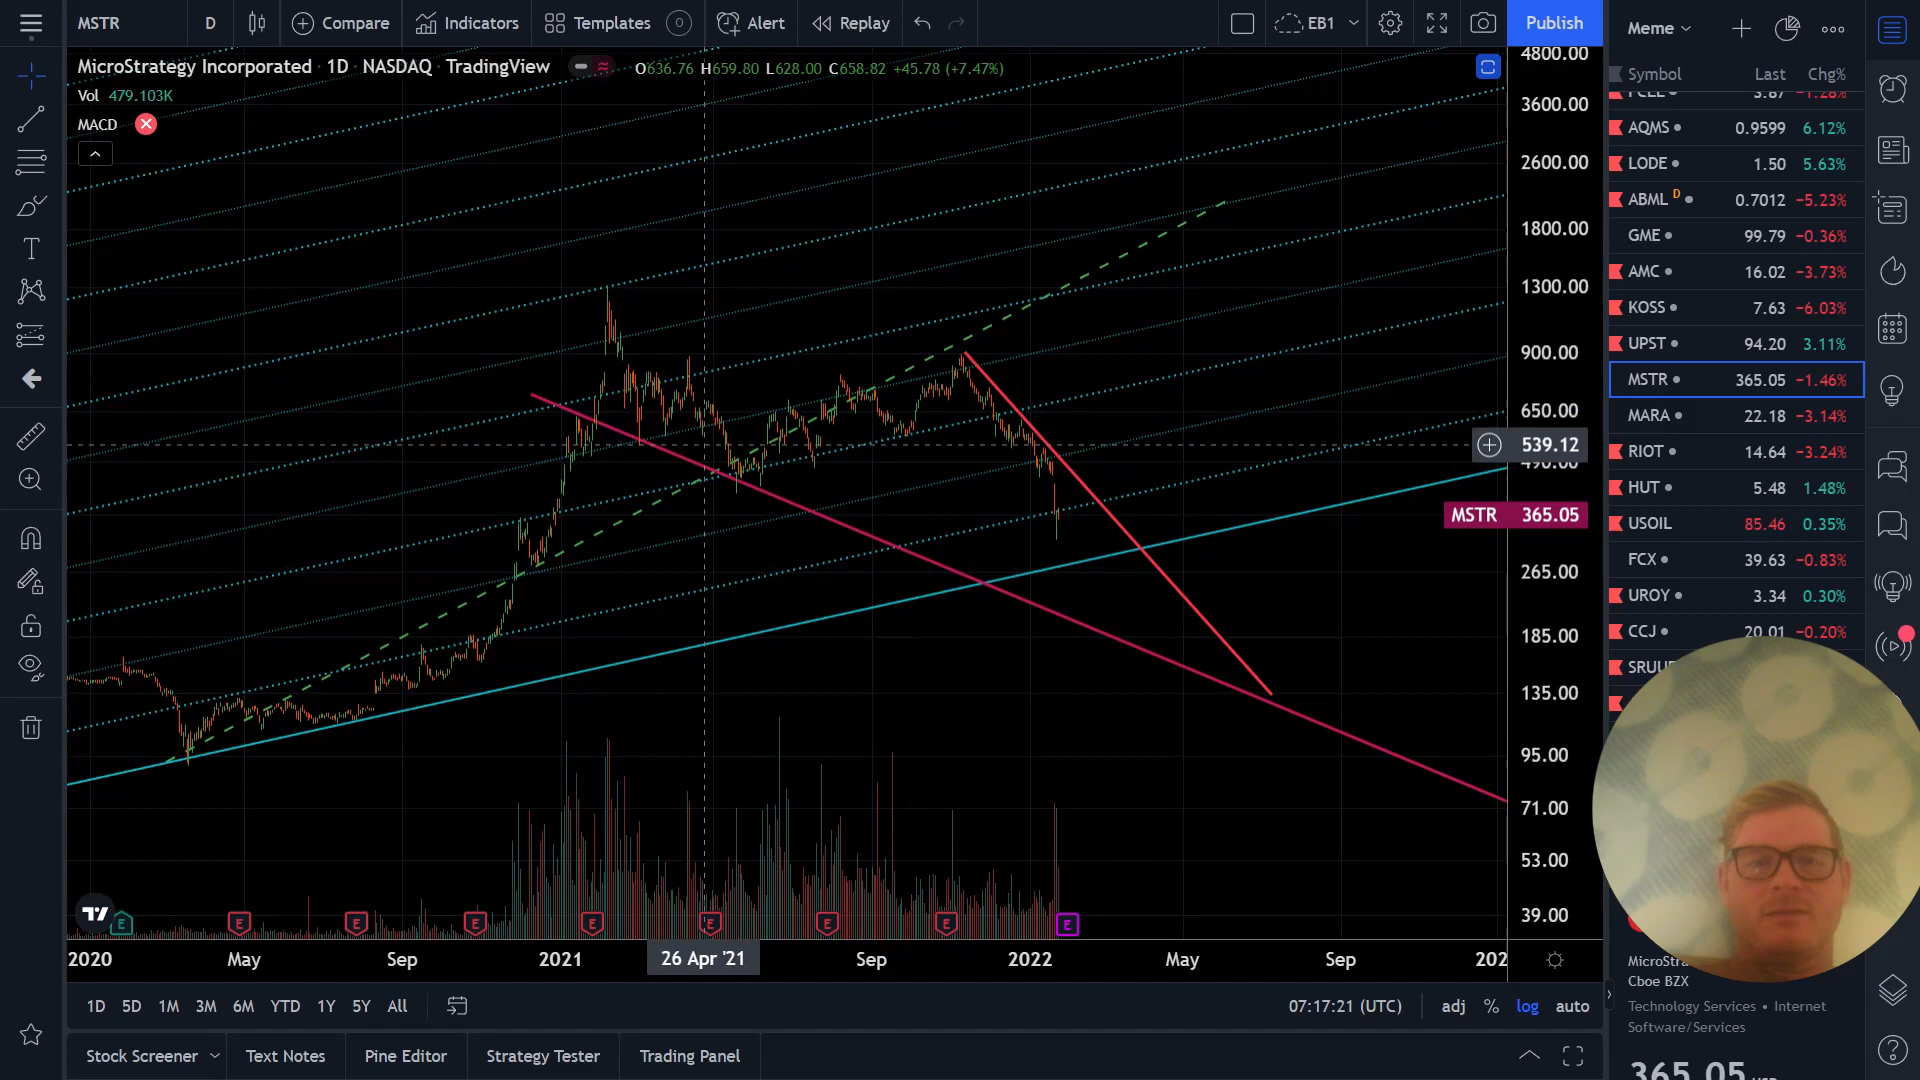 MSTR D Compare Indicators Templates Alert Replay EB1 Publish
MicroStrategy Incorporated · 1D · NASDAQ · TradingView O636.76 H659.80 L628.00 C658.82 +45.78 (+7.47%)
Vol 479.103K
MACD
4800.00
3600.00
2600.00
1800.00
1300.00
900.00
650.00
539.12
490.00
MSTR 365.05
265.00
185.00
135.00
95.00
71.00
53.00
39.00
E E E E E E E E E
2020 May Sep 2021 26 Apr '21 Sep 2022 May Sep 202
1D 5D 1M 3M 6M YTD 1Y 5Y All 07:17:21 (UTC) adj % log auto
Stock Screener Text Notes Pine Editor Strategy Tester Trading Panel
Meme
Symbol Last Chg%
FCEL 3.87 −1.28%
AQMS 0.9599 6.12%
LODE 1.50 5.63%
ABML D 0.7012 −5.23%
GME 99.79 −0.36%
AMC 16.02 −3.73%
KOSS 7.63 −6.03%
UPST 94.20 3.11%
MSTR 365.05 −1.46%
MARA 22.18 −3.14%
RIOT 14.64 −3.24%
HUT 5.48 1.48%
USOIL 85.46 0.35%
FCX 39.63 −0.83%
UROY 3.34 0.30%
CCJ 20.01 −0.20%
SRUU
MicroStra
Cboe BZX
Technology Services • Internet
Software/Services
365.05